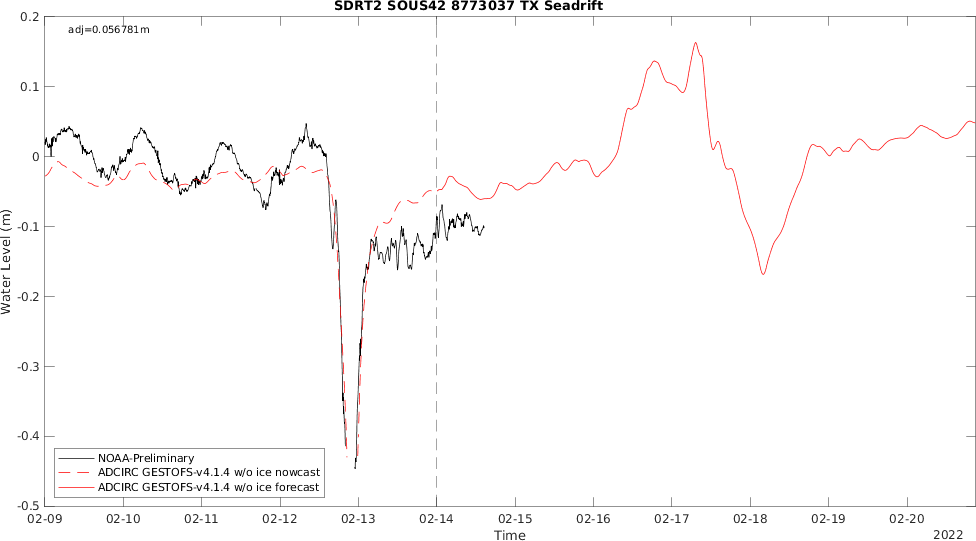 SDRT2 SOUS42 8773037 TX Seadrift
adj=0.056781m
0.2
0.1
0
-0.1
-0.2
-0.3
-0.4
-0.5
Water Level (m)
NOAA-Preliminary
ADCIRC GESTOFS-v4.1.4 w/o ice nowcast
ADCIRC GESTOFS-v4.1.4 w/o ice forecast
02-09 02-10 02-11 02-12 02-13 02-14 02-15 02-16 02-17 02-18 02-19 02-20
Time
2022